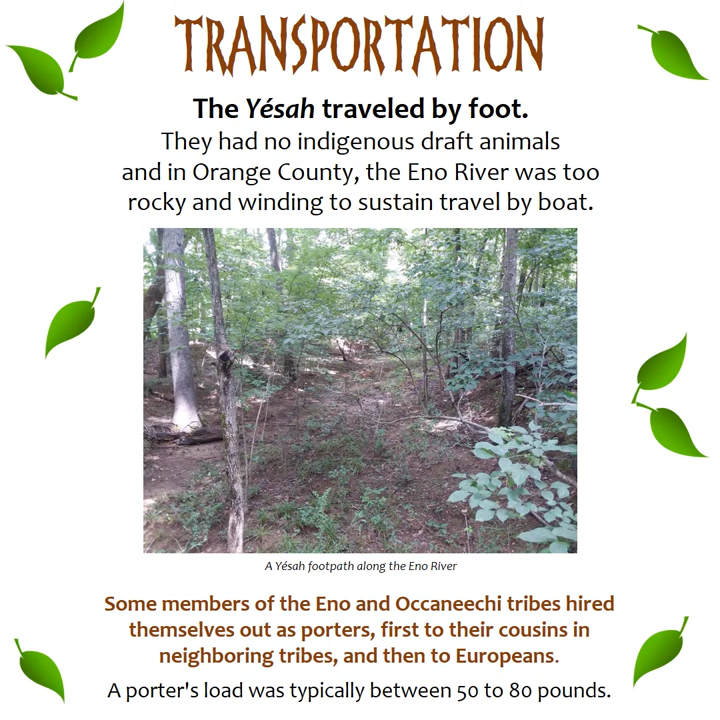 TRANSPORTATION
The Yésah traveled by foot.
They had no indigenous draft animals
and in Orange County, the Eno River was too
rocky and winding to sustain travel by boat.
A Yésah footpath along the Eno River
Some members of the Eno and Occaneechi tribes hired
themselves out as porters, first to their cousins in
neighboring tribes, and then to Europeans.
A porter's load was typically between 50 to 80 pounds.